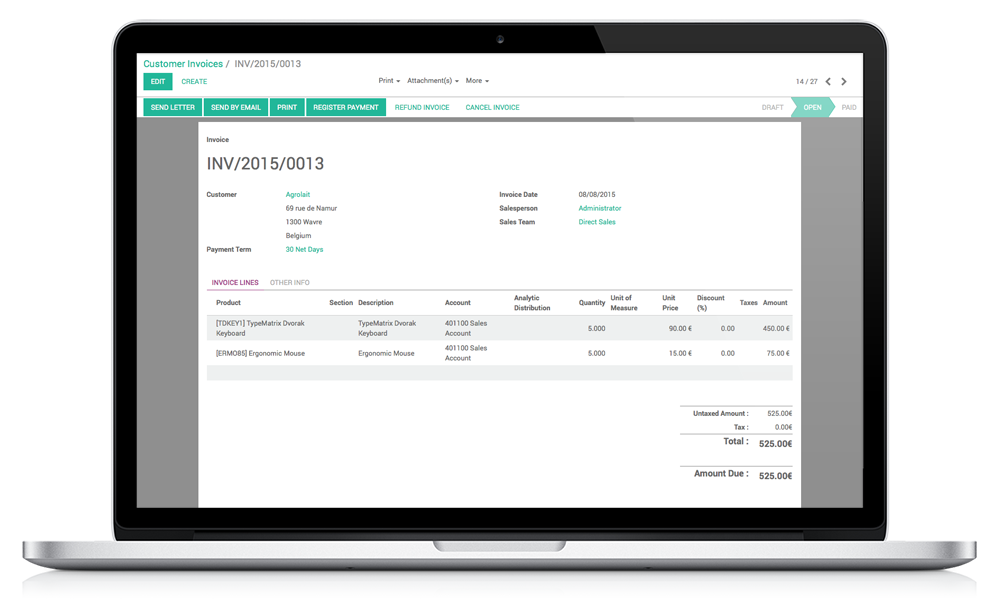 Customer Invoices / INV/2015/0013
EDIT CREATE Print Attachment(s) More 14 / 27
SEND LETTER SEND BY EMAIL PRINT REGISTER PAYMENT REFUND INVOICE CANCEL INVOICE DRAFT OPEN PAID
Invoice
INV/2015/0013
Customer Agrolait Invoice Date 08/08/2015
69 rue de Namur Salesperson Administrator
1300 Wavre Sales Team Direct Sales
Belgium
Payment Term 30 Net Days
INVOICE LINES OTHER INFO
Product Section Description Account Analytic Distribution Quantity Unit of Measure Unit Price Discount (%) Taxes Amount
[TDKEY1] TypeMatrix Dvorak Keyboard TypeMatrix Dvorak Keyboard 401100 Sales Account 5.000 90.00 € 0.00 450.00 €
[ERMO85] Ergonomic Mouse Ergonomic Mouse 401100 Sales Account 5.000 15.00 € 0.00 75.00 €
Untaxed Amount : 525.00€
Tax : 0.00€
Total : 525.00€
Amount Due : 525.00€